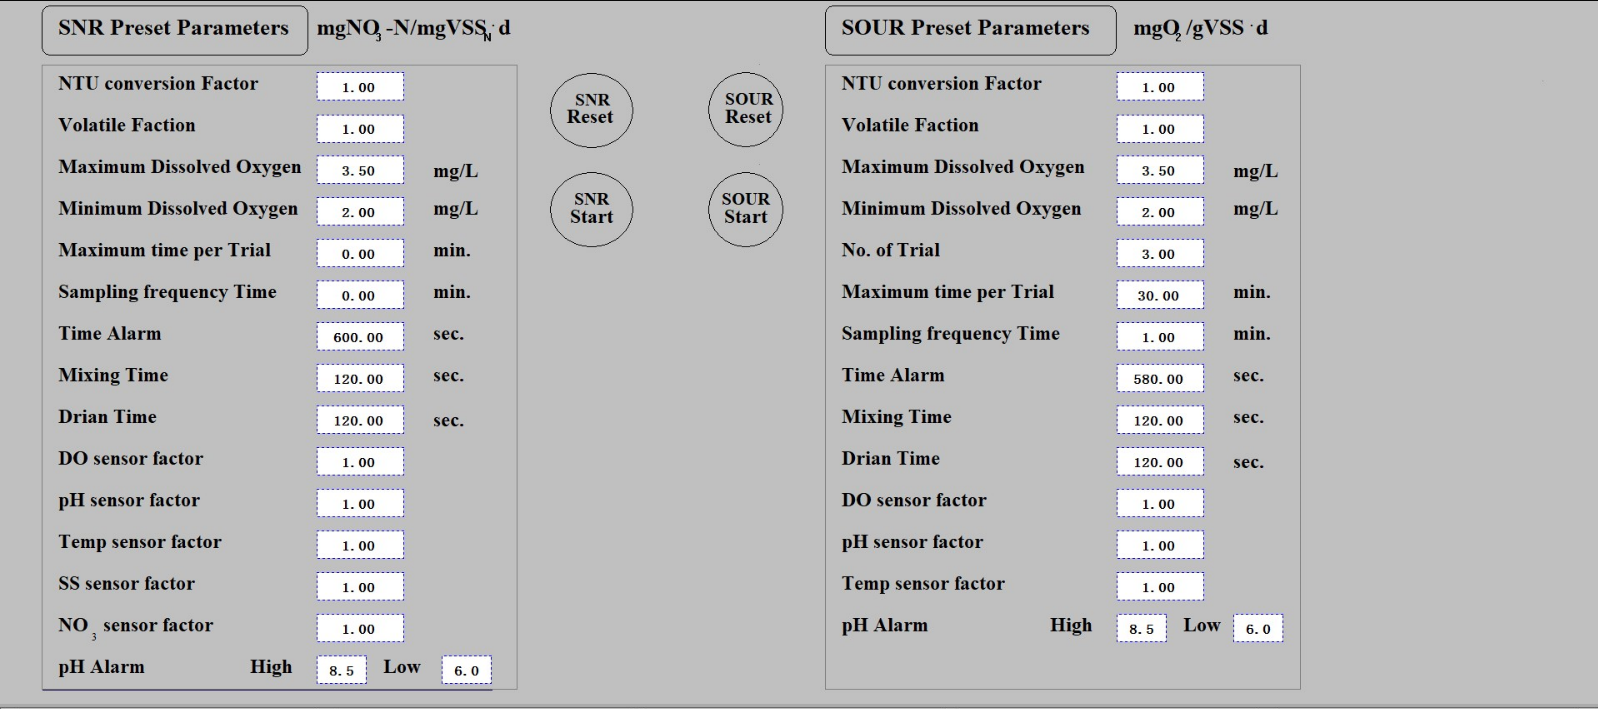 SNR Preset Parameters mgNO3-N/mgVSSN·d
NTU conversion Factor 1.00
Volatile Faction 1.00
Maximum Dissolved Oxygen 3.50 mg/L
Minimum Dissolved Oxygen 2.00 mg/L
Maximum time per Trial 0.00 min.
Sampling frequency Time 0.00 min.
Time Alarm 600.00 sec.
Mixing Time 120.00 sec.
Drian Time 120.00 sec.
DO sensor factor 1.00
pH sensor factor 1.00
Temp sensor factor 1.00
SS sensor factor 1.00
NO3 sensor factor 1.00
pH Alarm High 8.5 Low 6.0
SNR
Reset
SOUR
Reset
SNR
Start
SOUR
Start
SOUR Preset Parameters mgO2/gVSS·d
NTU conversion Factor 1.00
Volatile Faction 1.00
Maximum Dissolved Oxygen 3.50 mg/L
Minimum Dissolved Oxygen 2.00 mg/L
No. of Trial 3.00
Maximum time per Trial 30.00 min.
Sampling frequency Time 1.00 min.
Time Alarm 580.00 sec.
Mixing Time 120.00 sec.
Drian Time 120.00 sec.
DO sensor factor 1.00
pH sensor factor 1.00
Temp sensor factor 1.00
pH Alarm High 8.5 Low 6.0